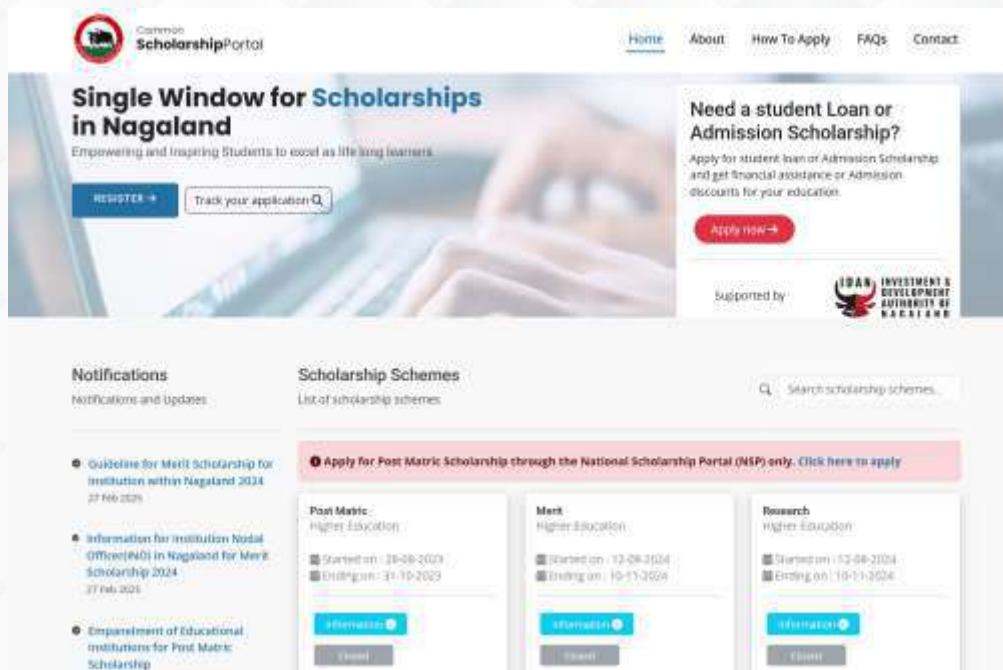 Common
ScholarshipPortal
Home About How To Apply FAQs Contact
Single Window for Scholarships
in Nagaland
Empowering and Inspiring Students to excel as life long learners
REGISTER →
Track your application
Need a student Loan or
Admission Scholarship?
Apply for student loan or Admission Scholarship
and get financial assistance or Admission
discounts for your education
Apply now →
Supported by
IDAN
INVESTMENT &
DEVELOPMENT
AUTHORITY OF
NAGALAND
Notifications
Notifications and Updates
Guideline for Merit Scholarship for
Institution within Nagaland 2024
27 Feb 2025
Information for Institution Nodal
Officer(INO) in Nagaland for Merit
Scholarship 2024
27 Feb 2025
Empanelment of Educational
Institutions for Post Matric
Scholarship
Scholarship Schemes
List of scholarship schemes
Search scholarship schemes..
Apply for Post Matric Scholarship through the National Scholarship Portal (NSP) only. Click here to apply
Post Matric
Higher Education
Started on : 28-08-2023
Ending on : 31-10-2023
Information
Closed
Merit
Higher Education
Started on : 12-08-2024
Ending on : 10-11-2024
Information
Closed
Research
Higher Education
Started on : 12-08-2024
Ending on : 10-11-2024
Information
Closed